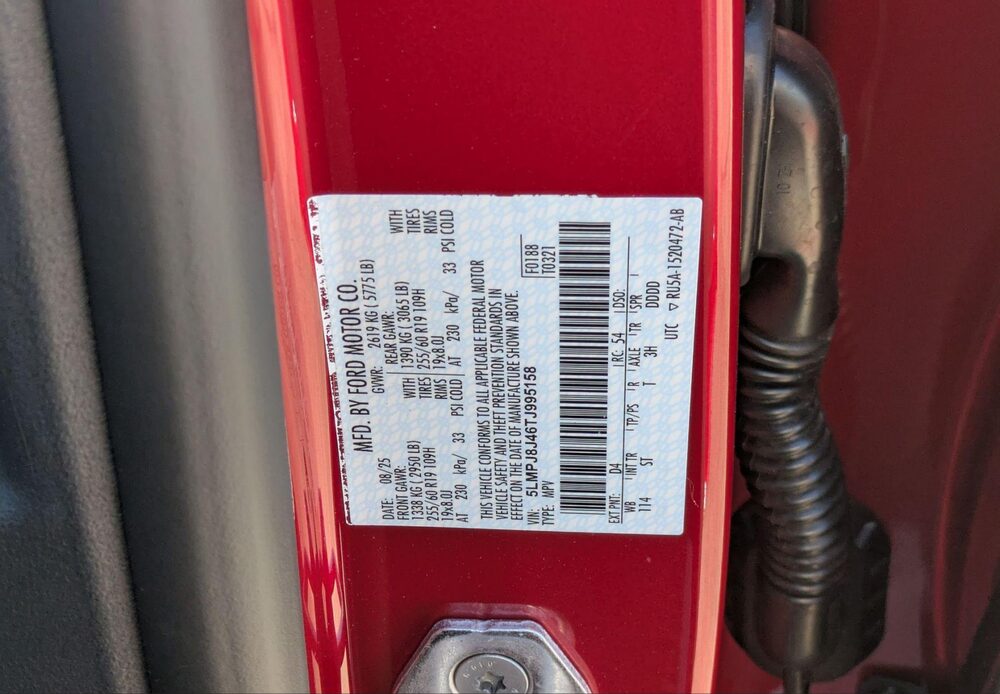 MFD. BY FORD MOTOR CO.
DATE: 08/25 GVWR: 2619 KG ( 5775 LB)
FRONT GAWR: REAR GAWR:
1338 KG ( 2950 LB) WITH 1390 KG ( 3065 LB) WITH
255/60 R19 109H TIRES 255/60 R19 109H TIRES
19x8.0J RIMS 19x8.0J RIMS
AT 230 kPa/ 33 PSI COLD AT 230 kPa/ 33 PSI COLD
THIS VEHICLE CONFORMS TO ALL APPLICABLE FEDERAL MOTOR
VEHICLE SAFETY AND THEFT PREVENTION STANDARDS IN
EFFECT ON THE DATE OF MANUFACTURE SHOWN ABOVE.
VIN: 5LMPJ8J46TJ995158
TYPE: MPV
F0188
T0321
EXT PNT: D4 RC: 54 DSO:
WB INT TR TP/PS R AXLE TR SPR
114 ST T 3H DDDD
UTC ▽ RU5A-1520472-AB